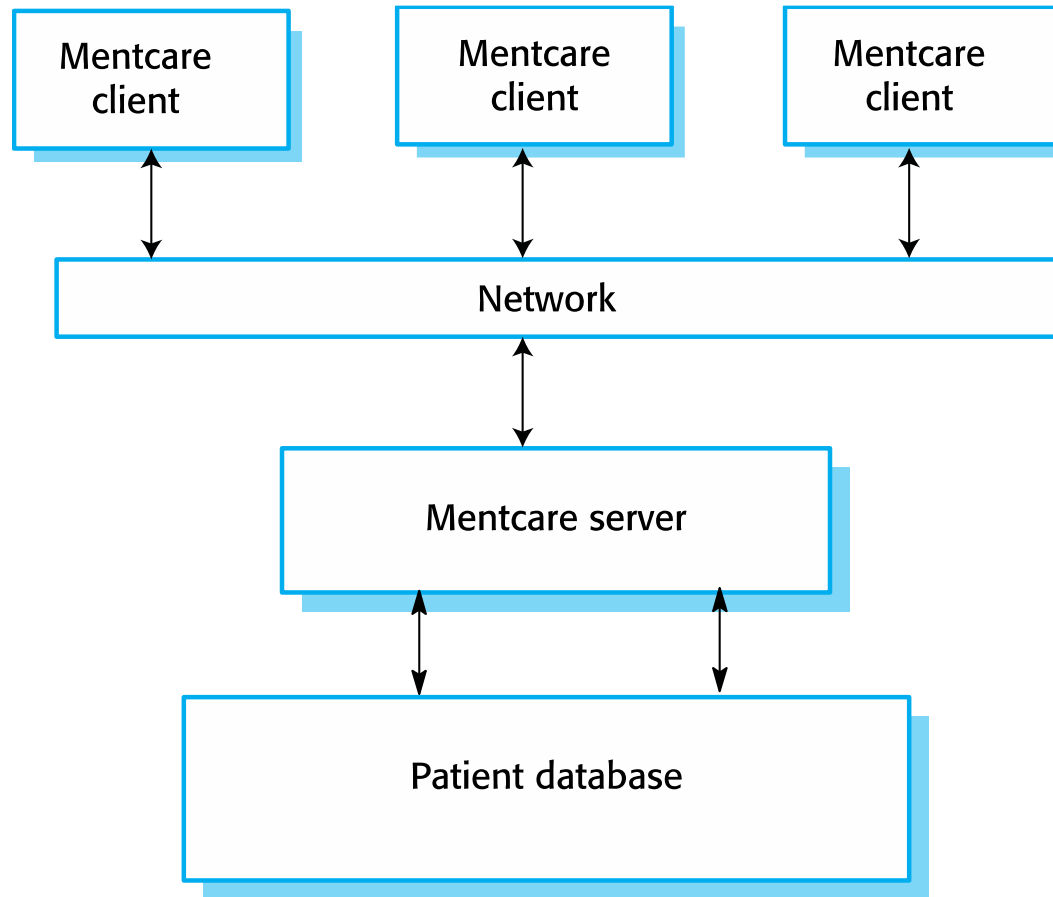 Mentcare
client
Mentcare
client
Mentcare
client
Network
Mentcare server
Patient database